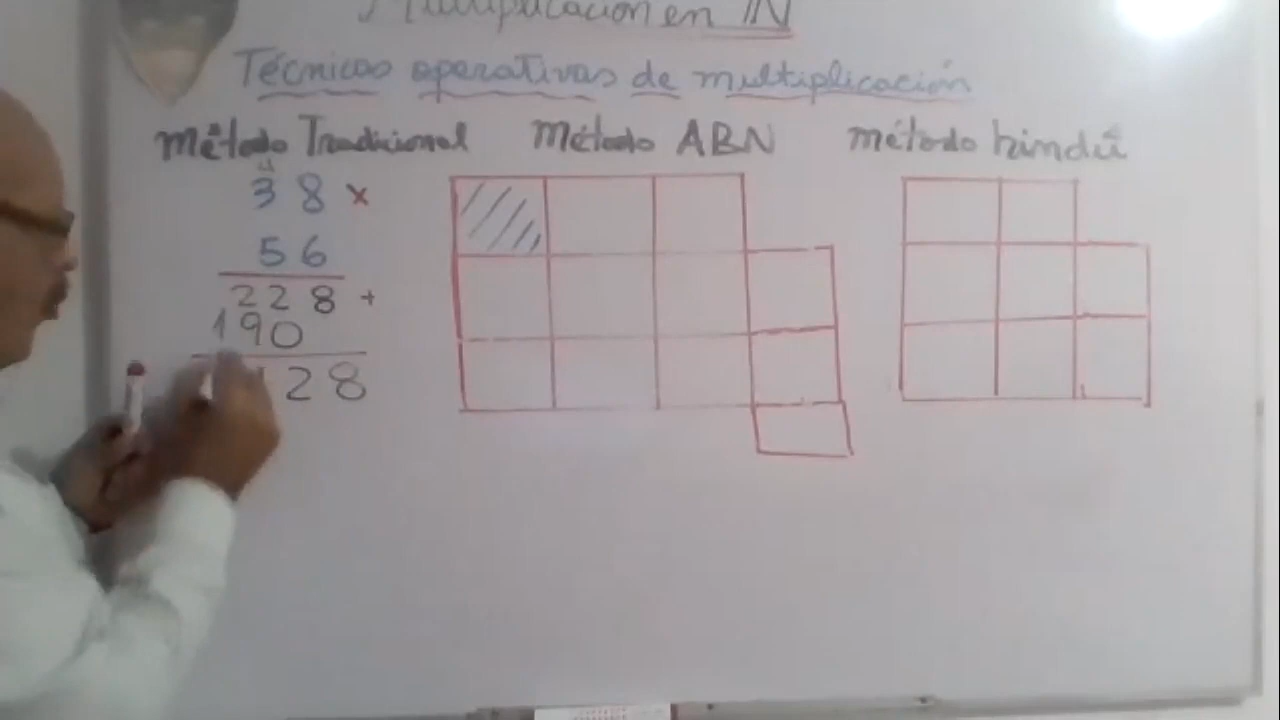 Multiplicación en IN
Técnicas operativas de multiplicación
Método Tradicional
38 x
56
228 +
190
28
Método ABN
método hindú